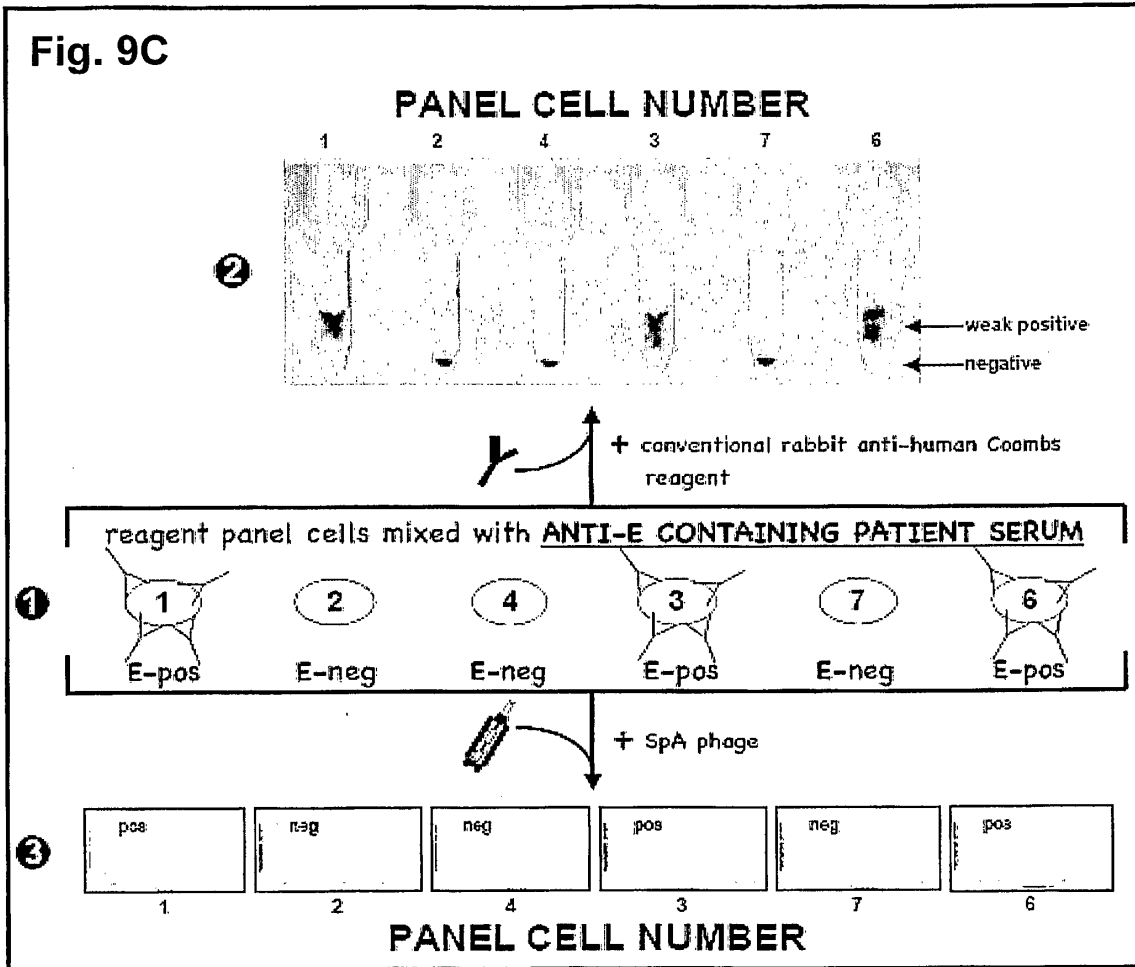 Fig. 9C
PANEL CELL NUMBER
1 2 4 3 7 6
2
weak positive
negative
+ conventional rabbit anti-human Coombs
reagent
reagent panel cells mixed with ANTI-E CONTAINING PATIENT SERUM
1
1 2 4 3 7 6
E-pos E-neg E-neg E-pos E-neg E-pos
+ SpA phage
3
pos neg neg pos neg pos
1 2 4 3 7 6
PANEL CELL NUMBER